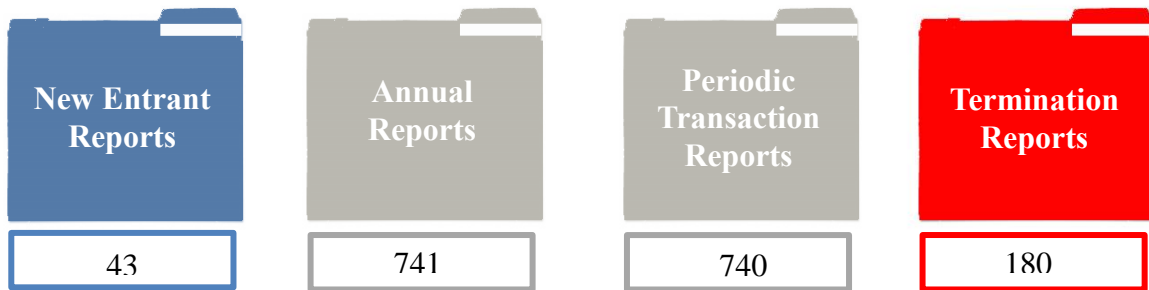 New Entrant
Reports
Annual
Reports
Periodic
Transaction
Reports
Termination
Reports
43
741
740
180